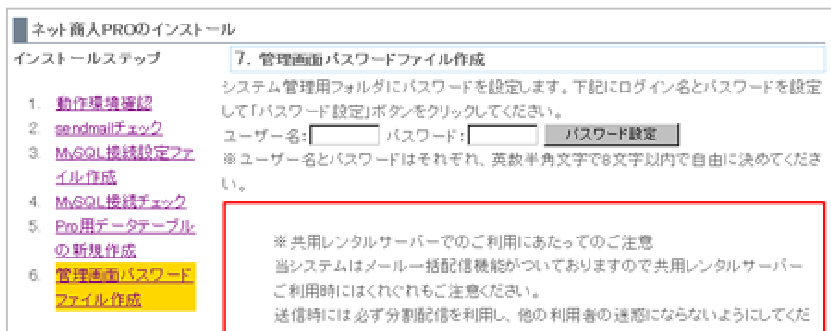 ネット商人PROのインストール
インストールステップ
1. 動作環境確認
2. sendmailチェック
3. MySQL接続設定ファ
イル作成
4. MySQL接続チェック
5. Pro用データテーブル
の新規作成
6. 管理画面パスワード
ファイル作成
7. 管理画面パスワードファイル作成
システム管理用フォルダにパスワードを設定します。下記にログイン名とパスワードを設定
して「パスワード設定」ボタンをクリックしてください。
ユーザー名: パスワード: パスワード設定
※ユーザー名とパスワードはそれぞれ、英数半角文字で8文字以内で自由に決めてくださ
い。
※共用レンタルサーバーでのご利用にあたってのご注意
当システムはメール一括配信機能がついておりますので共用レンタルサーバー
ご利用時にはくれぐれもご注意ください。
送信時には必ず分割配信を利用し、他の利用者の迷惑にならないようにしてくだ